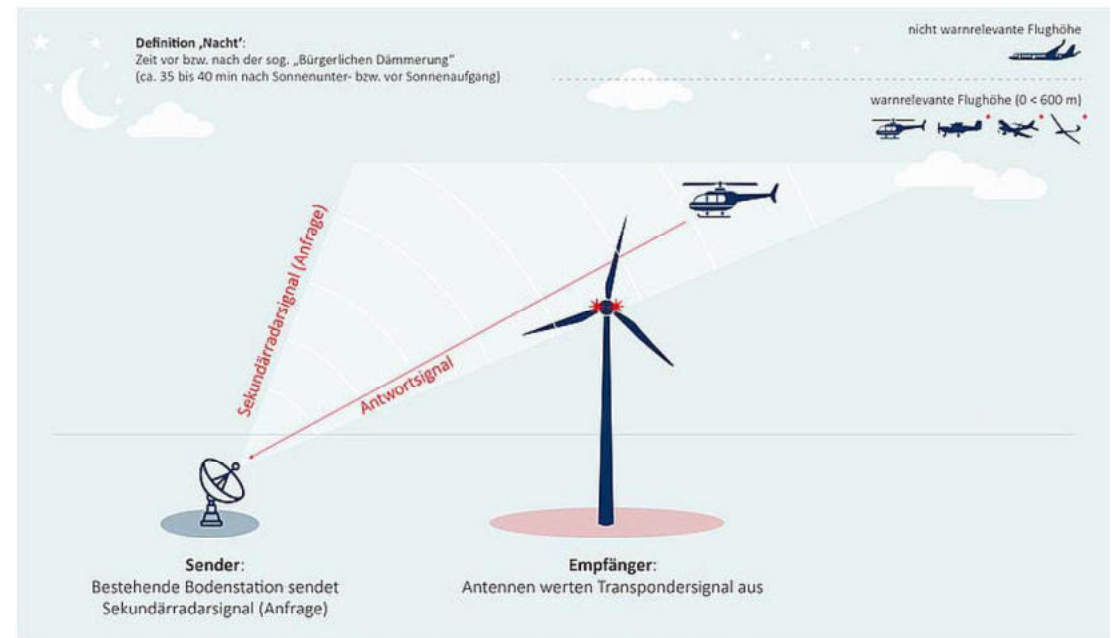 Definition ‚Nacht':
Zeit vor bzw. nach der sog. „Bürgerlichen Dämmerung"
(ca. 35 bis 40 min nach Sonnenunter- bzw. vor Sonnenaufgang)
nicht warnrelevante Flughöhe
warnrelevante Flughöhe (0 < 600 m)
Sekundärradarsignal (Anfrage)
Antwortsignal
Sender:
Bestehende Bodenstation sendet
Sekundärradarsignal (Anfrage)
Empfänger:
Antennen werten Transpondersignal aus